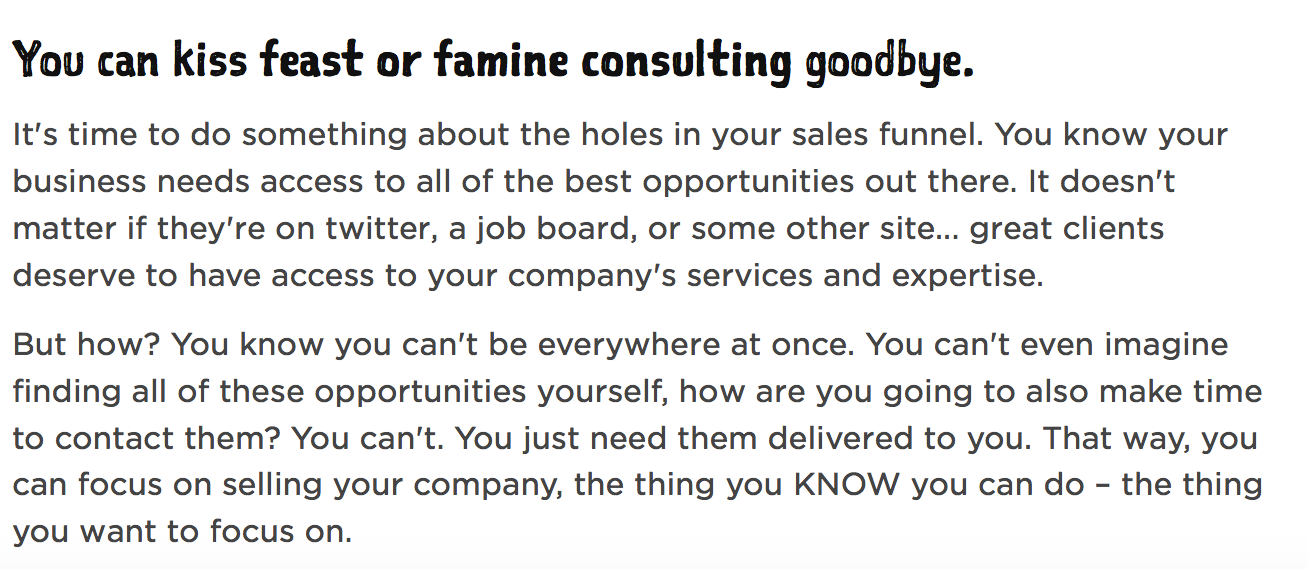 You can kiss feast or famine consulting goodbye.
It's time to do something about the holes in your sales funnel. You know your
business needs access to all of the best opportunities out there. It doesn't
matter if they're on twitter, a job board, or some other site... great clients
deserve to have access to your company's services and expertise.
But how? You know you can't be everywhere at once. You can't even imagine
finding all of these opportunities yourself, how are you going to also make time
to contact them? You can't. You just need them delivered to you. That way, you
can focus on selling your company, the thing you KNOW you can do – the thing
you want to focus on.